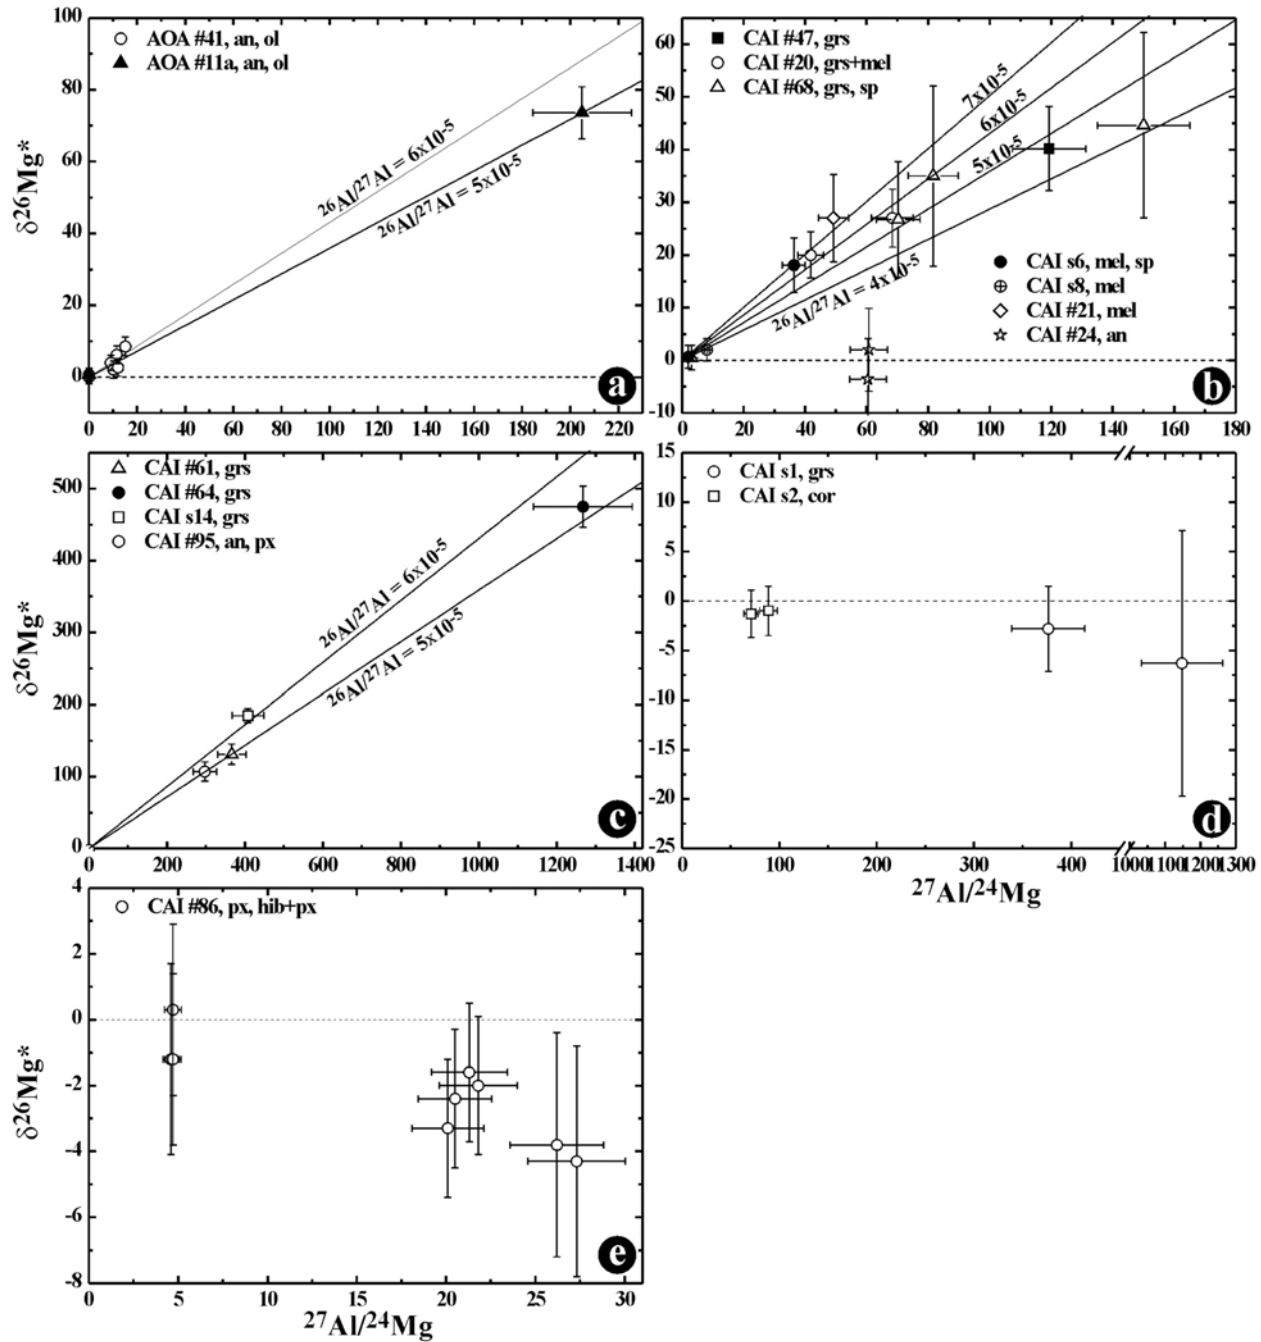 AOA #41, an, ol
AOA #11a, an, ol
²⁶Al/²⁷Al = 6x10⁻⁵
²⁶Al/²⁷Al = 5x10⁻⁵
δ²⁶Mg*
100
80
60
40
20
0
0 20 40 60 80 100 120 140 160 180 200 220
a
CAI #47, grs
CAI #20, grs+mel
CAI #68, grs, sp
7x10⁻⁵
6x10⁻⁵
5x10⁻⁵
²⁶Al/²⁷Al = 4x10⁻⁵
CAI s6, mel, sp
CAI s8, mel
CAI #21, mel
CAI #24, an
60
50
40
30
20
10
0
-10
0 20 40 60 80 100 120 140 160 180
b
CAI #61, grs
CAI #64, grs
CAI s14, grs
CAI #95, an, px
²⁶Al/²⁷Al = 6x10⁻⁵
²⁶Al/²⁷Al = 5x10⁻⁵
δ²⁶Mg*
500
400
300
200
100
0
0 200 400 600 800 1000 1200 1400
c
CAI s1, grs
CAI s2, cor
15
10
5
0
-5
-10
-15
-20
-25
0 100 200 300 400 1000 1100 1200 1300
²⁷Al/²⁴Mg
d
CAI #86, px, hib+px
δ²⁶Mg*
4
2
0
-2
-4
-6
-8
0 5 10 15 20 25 30
²⁷Al/²⁴Mg
e